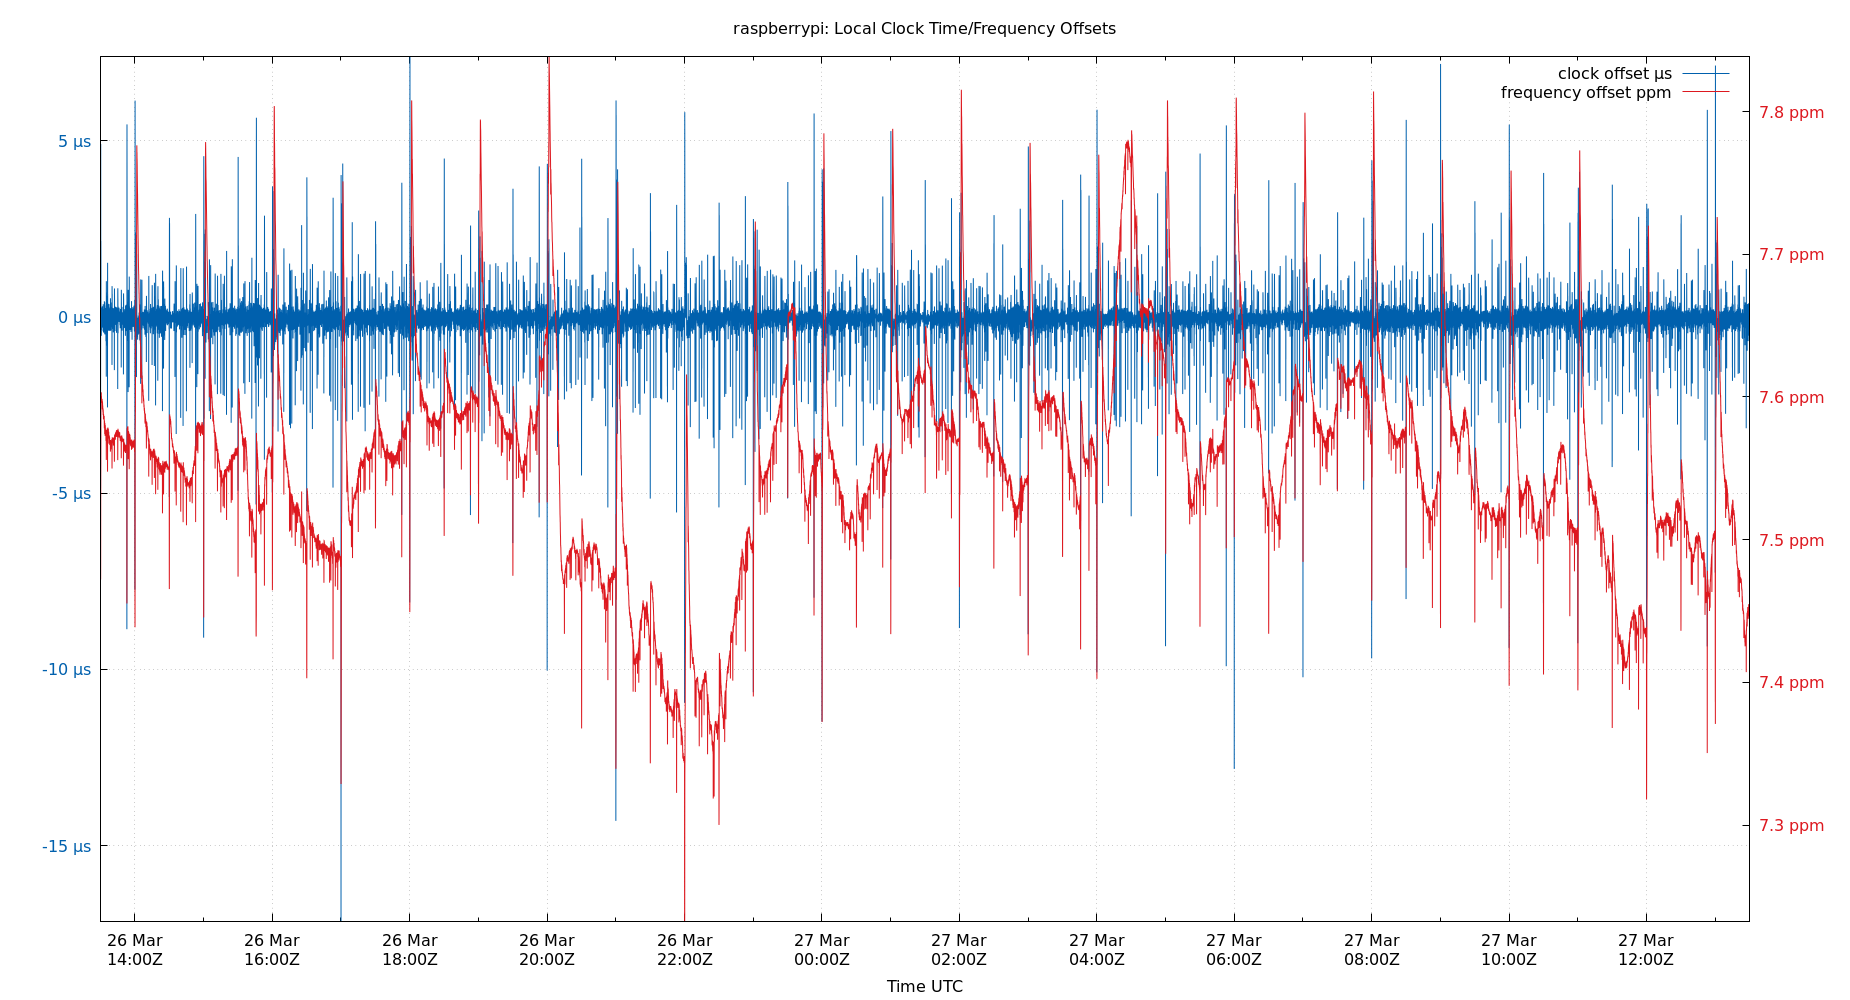 raspberrypi: Local Clock Time/Frequency Offsets
clock offset µs
frequency offset ppm
5 µs
0 µs
-5 µs
-10 µs
-15 µs
7.8 ppm
7.7 ppm
7.6 ppm
7.5 ppm
7.4 ppm
7.3 ppm
26 Mar
14:00Z
26 Mar
16:00Z
26 Mar
18:00Z
26 Mar
20:00Z
26 Mar
22:00Z
27 Mar
00:00Z
27 Mar
02:00Z
27 Mar
04:00Z
27 Mar
06:00Z
27 Mar
08:00Z
27 Mar
10:00Z
27 Mar
12:00Z
Time UTC